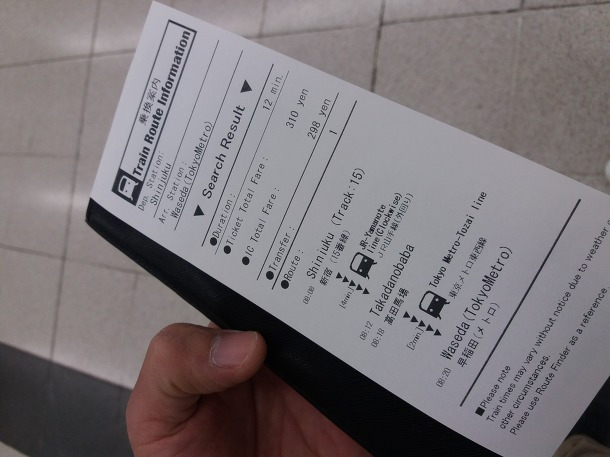 乗換案内
Train Route Information
Dep. Station:
Shinjuku
Arr. Station:
Waseda(TokyoMetro)
▼ Search Result ▼
●Duration: 12 min.
●Ticket Total Fare: 310 yen
●IC Total Fare: 298 yen
●Transfer: 1
●Route:
08:08 Shinjuku (Track:15)
新宿 (15番線)
[4min] JR-Yamanote
line(Clockwise)
JR山手線(外回り)
08:12 Takadanobaba
08:18 高田馬場
[2min] Tokyo Metro-Tozai line
東京メトロ東西線
08:20 Waseda(TokyoMetro)
早稲田(メトロ)
■Please note
Train times may vary without notice due to weather
other circumstances.
Please use Route Finder as a reference